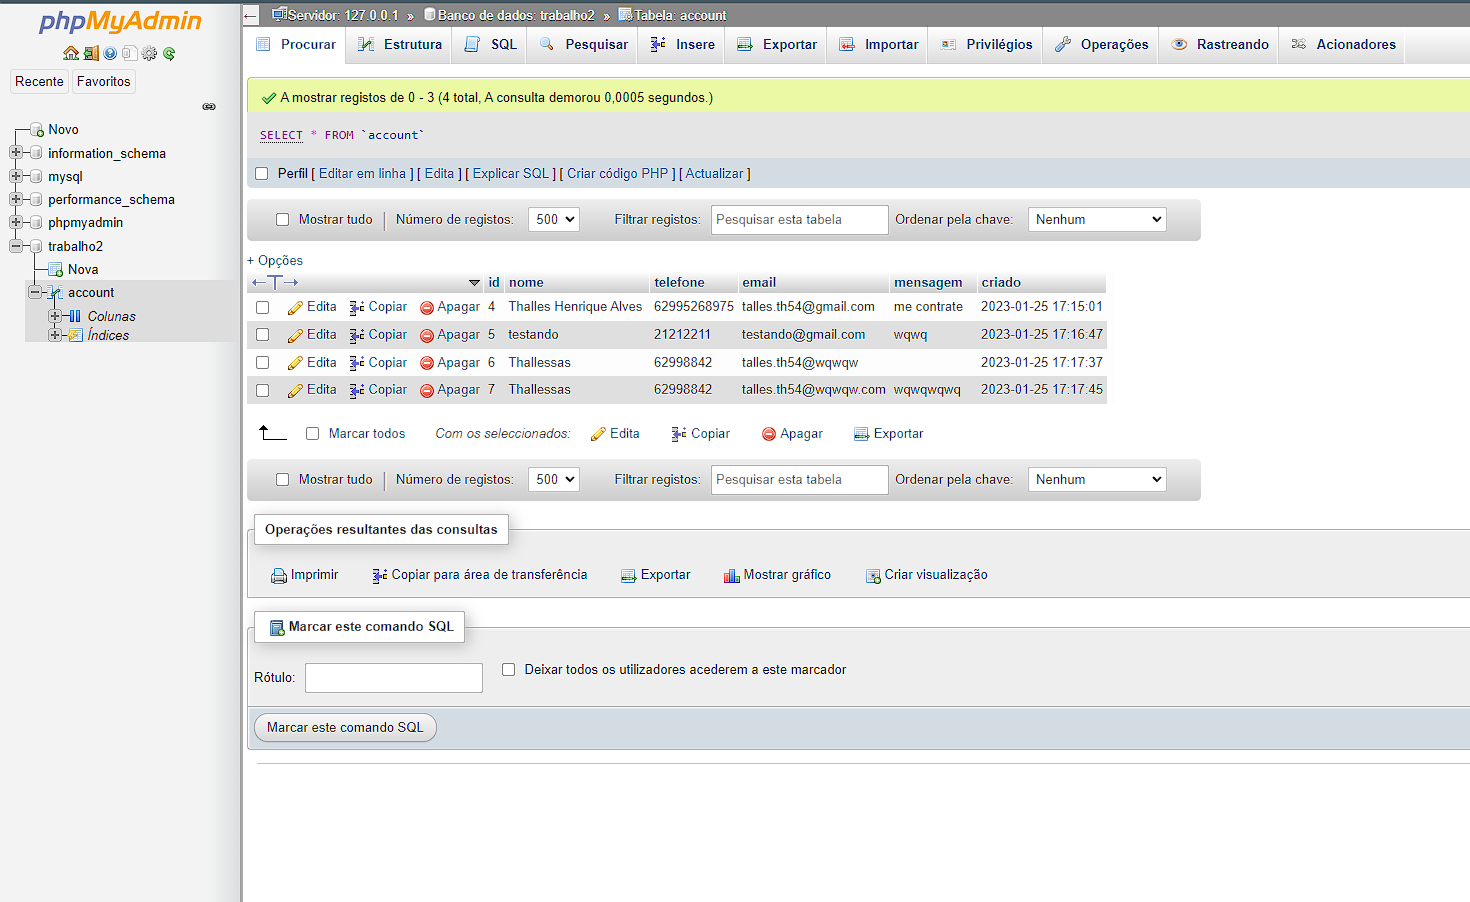 phpMyAdmin
Recente Favoritos
Novo
information_schema
mysql
performance_schema
phpmyadmin
trabalho2
Nova
account
Colunas
Índices
Servidor: 127.0.0.1 » Banco de dados: trabalho2 » Tabela: account
Procurar Estrutura SQL Pesquisar Insere Exportar Importar Privilégios Operações Rastreando Acionadores
A mostrar registos de 0 - 3 (4 total, A consulta demorou 0,0005 segundos.)
SELECT * FROM `account`
Perfil [ Editar em linha ] [ Edita ] [ Explicar SQL ] [ Criar código PHP ] [ Actualizar ]
Mostrar tudo | Número de registos: 500 Filtrar registos: Pesquisar esta tabela Ordenar pela chave: Nenhum
+ Opções
←T→ id nome telefone email mensagem criado
Edita Copiar Apagar 4 Thalles Henrique Alves 62995268975 talles.th54@gmail.com me contrate 2023-01-25 17:15:01
Edita Copiar Apagar 5 testando 21212211 testando@gmail.com wqwq 2023-01-25 17:16:47
Edita Copiar Apagar 6 Thallessas 62998842 talles.th54@wqwqw 2023-01-25 17:17:37
Edita Copiar Apagar 7 Thallessas 62998842 talles.th54@wqwqw.com wqwqwqwq 2023-01-25 17:17:45
Marcar todos Com os seleccionados: Edita Copiar Apagar Exportar
Mostrar tudo | Número de registos: 500 Filtrar registos: Pesquisar esta tabela Ordenar pela chave: Nenhum
Operações resultantes das consultas
Imprimir Copiar para área de transferência Exportar Mostrar gráfico Criar visualização
Marcar este comando SQL
Rótulo: Deixar todos os utilizadores acederem a este marcador
Marcar este comando SQL